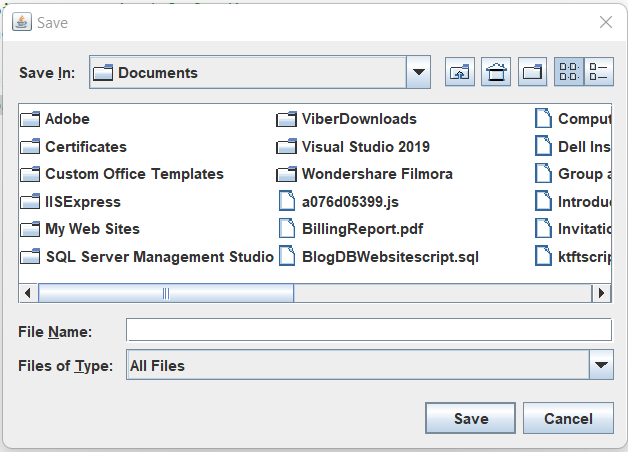 Save
Save In: Documents
Adobe ViberDownloads Comput
Certificates Visual Studio 2019 Dell Ins
Custom Office Templates Wondershare Filmora Group a
IISExpress a076d05399.js Introduc
My Web Sites BillingReport.pdf Invitatio
SQL Server Management Studio BlogDBWebsitescript.sql ktftscrip
File Name:
Files of Type: All Files
Save Cancel